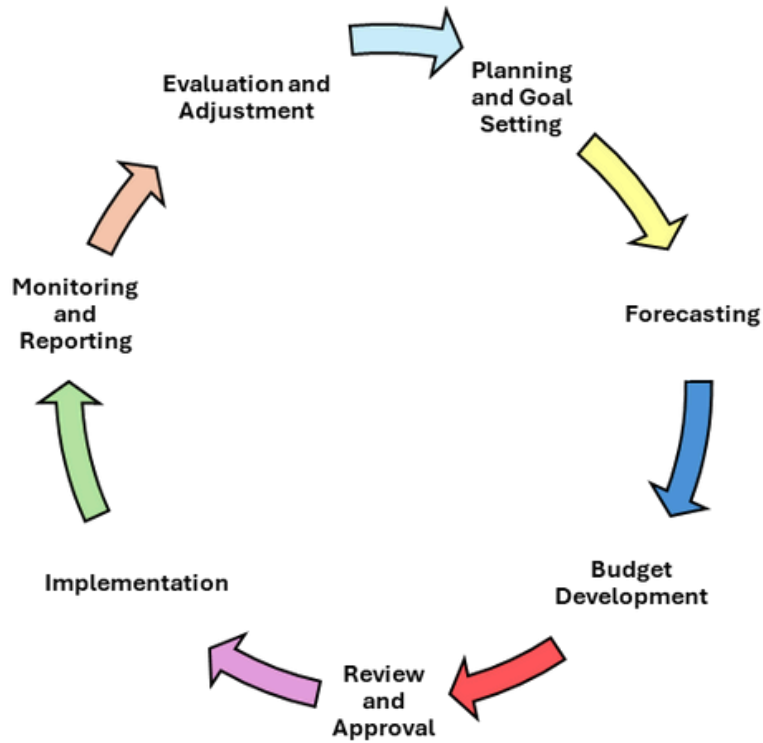 Planning
and Goal
Setting
Forecasting
Budget
Development
Review
and
Approval
Implementation
Monitoring
and
Reporting
Evaluation and
Adjustment